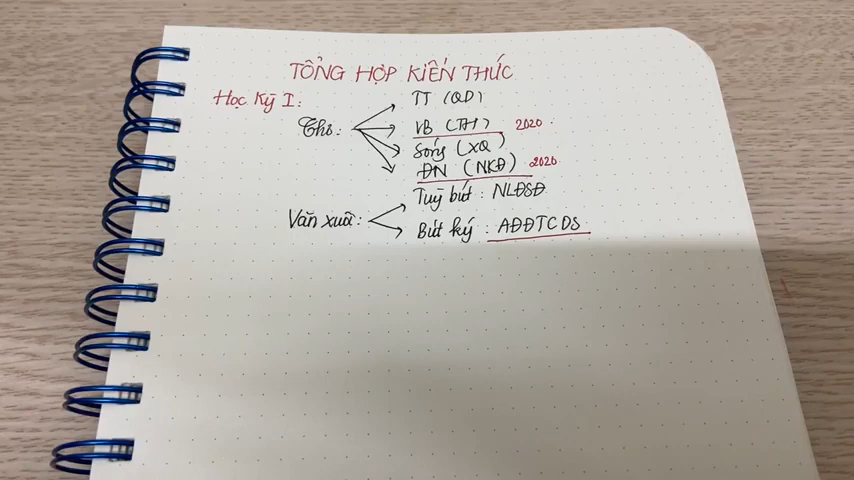 TỔNG HỢP KIẾN THỨC
Học Kỳ I:
TT (QD)
Thơ:
VB (TH) 2020
Sóng (XQ)
ĐN (NKĐ) 2020
Tuỳ bút: NLĐSĐ
Văn xuôi:
Bút ký: AĐĐTCDS